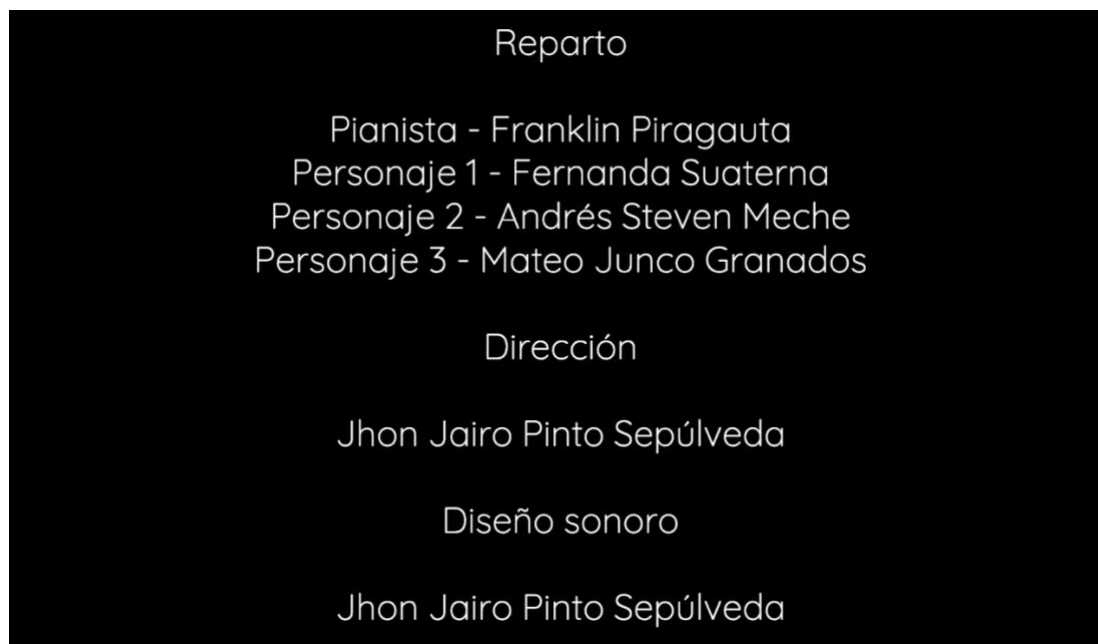 Reparto
Pianista - Franklin Piragauta
Personaje 1 - Fernanda Suaterna
Personaje 2 - Andrés Steven Meche
Personaje 3 - Mateo Junco Granados
Dirección
Jhon Jairo Pinto Sepúlveda
Diseño sonoro
Jhon Jairo Pinto Sepúlveda